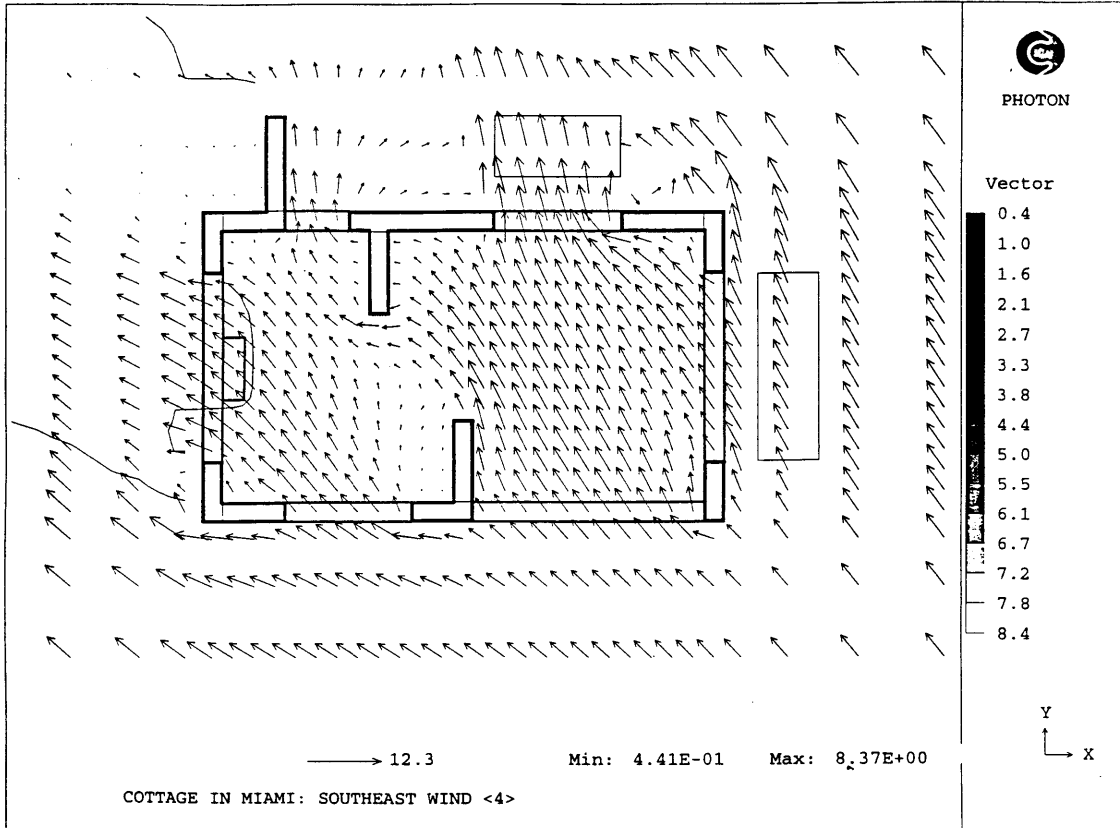 PHOTON
Vector
0.4
1.0
1.6
2.1
2.7
3.3
3.8
4.4
5.0
5.5
6.1
6.7
7.2
7.8
8.4
Y
X
12.3 Min: 4.41E-01 Max: 8.37E+00
COTTAGE IN MIAMI: SOUTHEAST WIND <4>